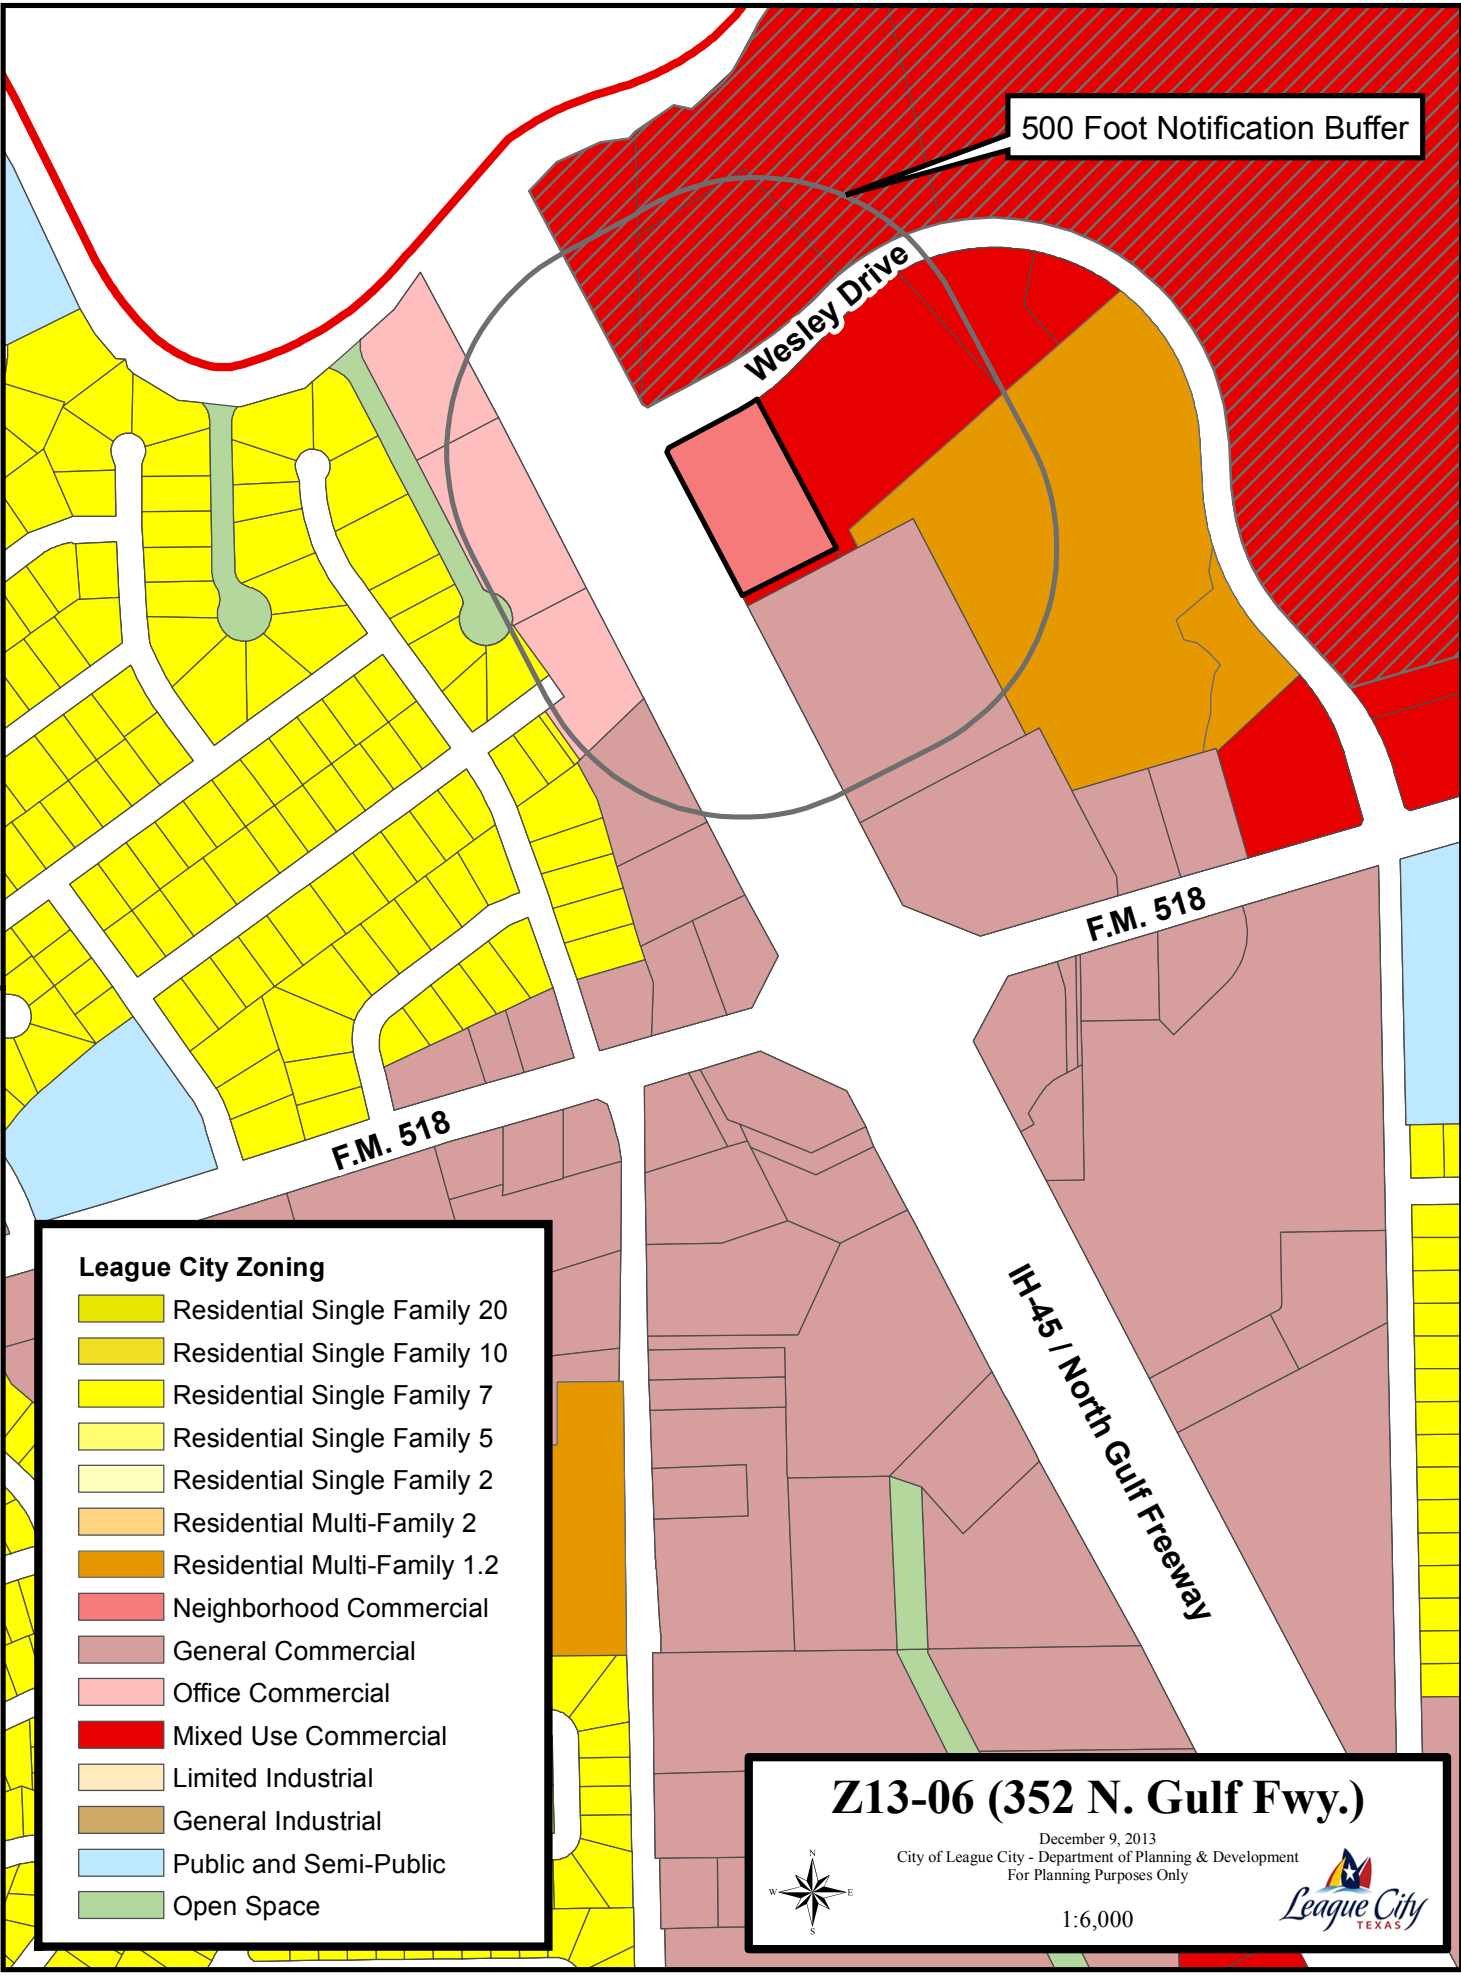 500 Foot Notification Buffer
Wesley Drive
F.M. 518
F.M. 518
IH-45 / North Gulf Freeway
League City Zoning
Residential Single Family 20
Residential Single Family 10
Residential Single Family 7
Residential Single Family 5
Residential Single Family 2
Residential Multi-Family 2
Residential Multi-Family 1.2
Neighborhood Commercial
General Commercial
Office Commercial
Mixed Use Commercial
Limited Industrial
General Industrial
Public and Semi-Public
Open Space
Z13-06 (352 N. Gulf Fwy.)
December 9, 2013
City of League City - Department of Planning & Development
For Planning Purposes Only
1:6,000
N
W E
S
League City
TEXAS